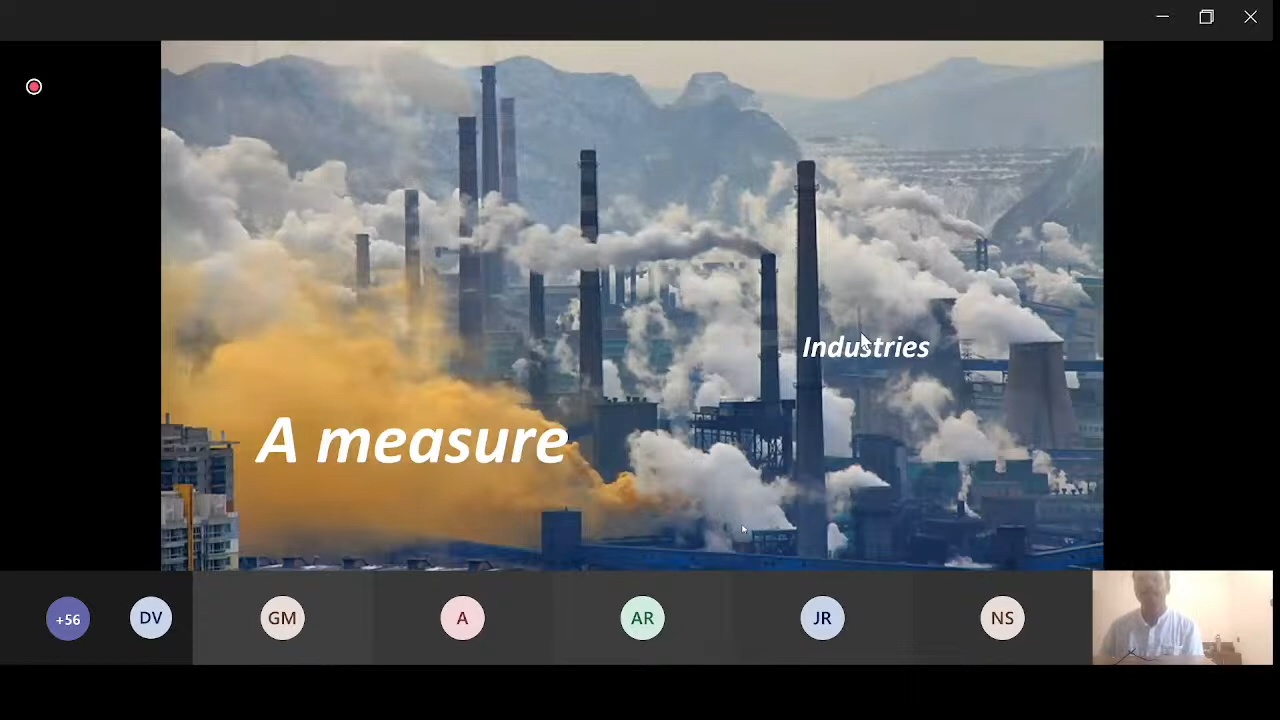 Industries
A measure
+56
DV
GM
A
AR
JR
NS